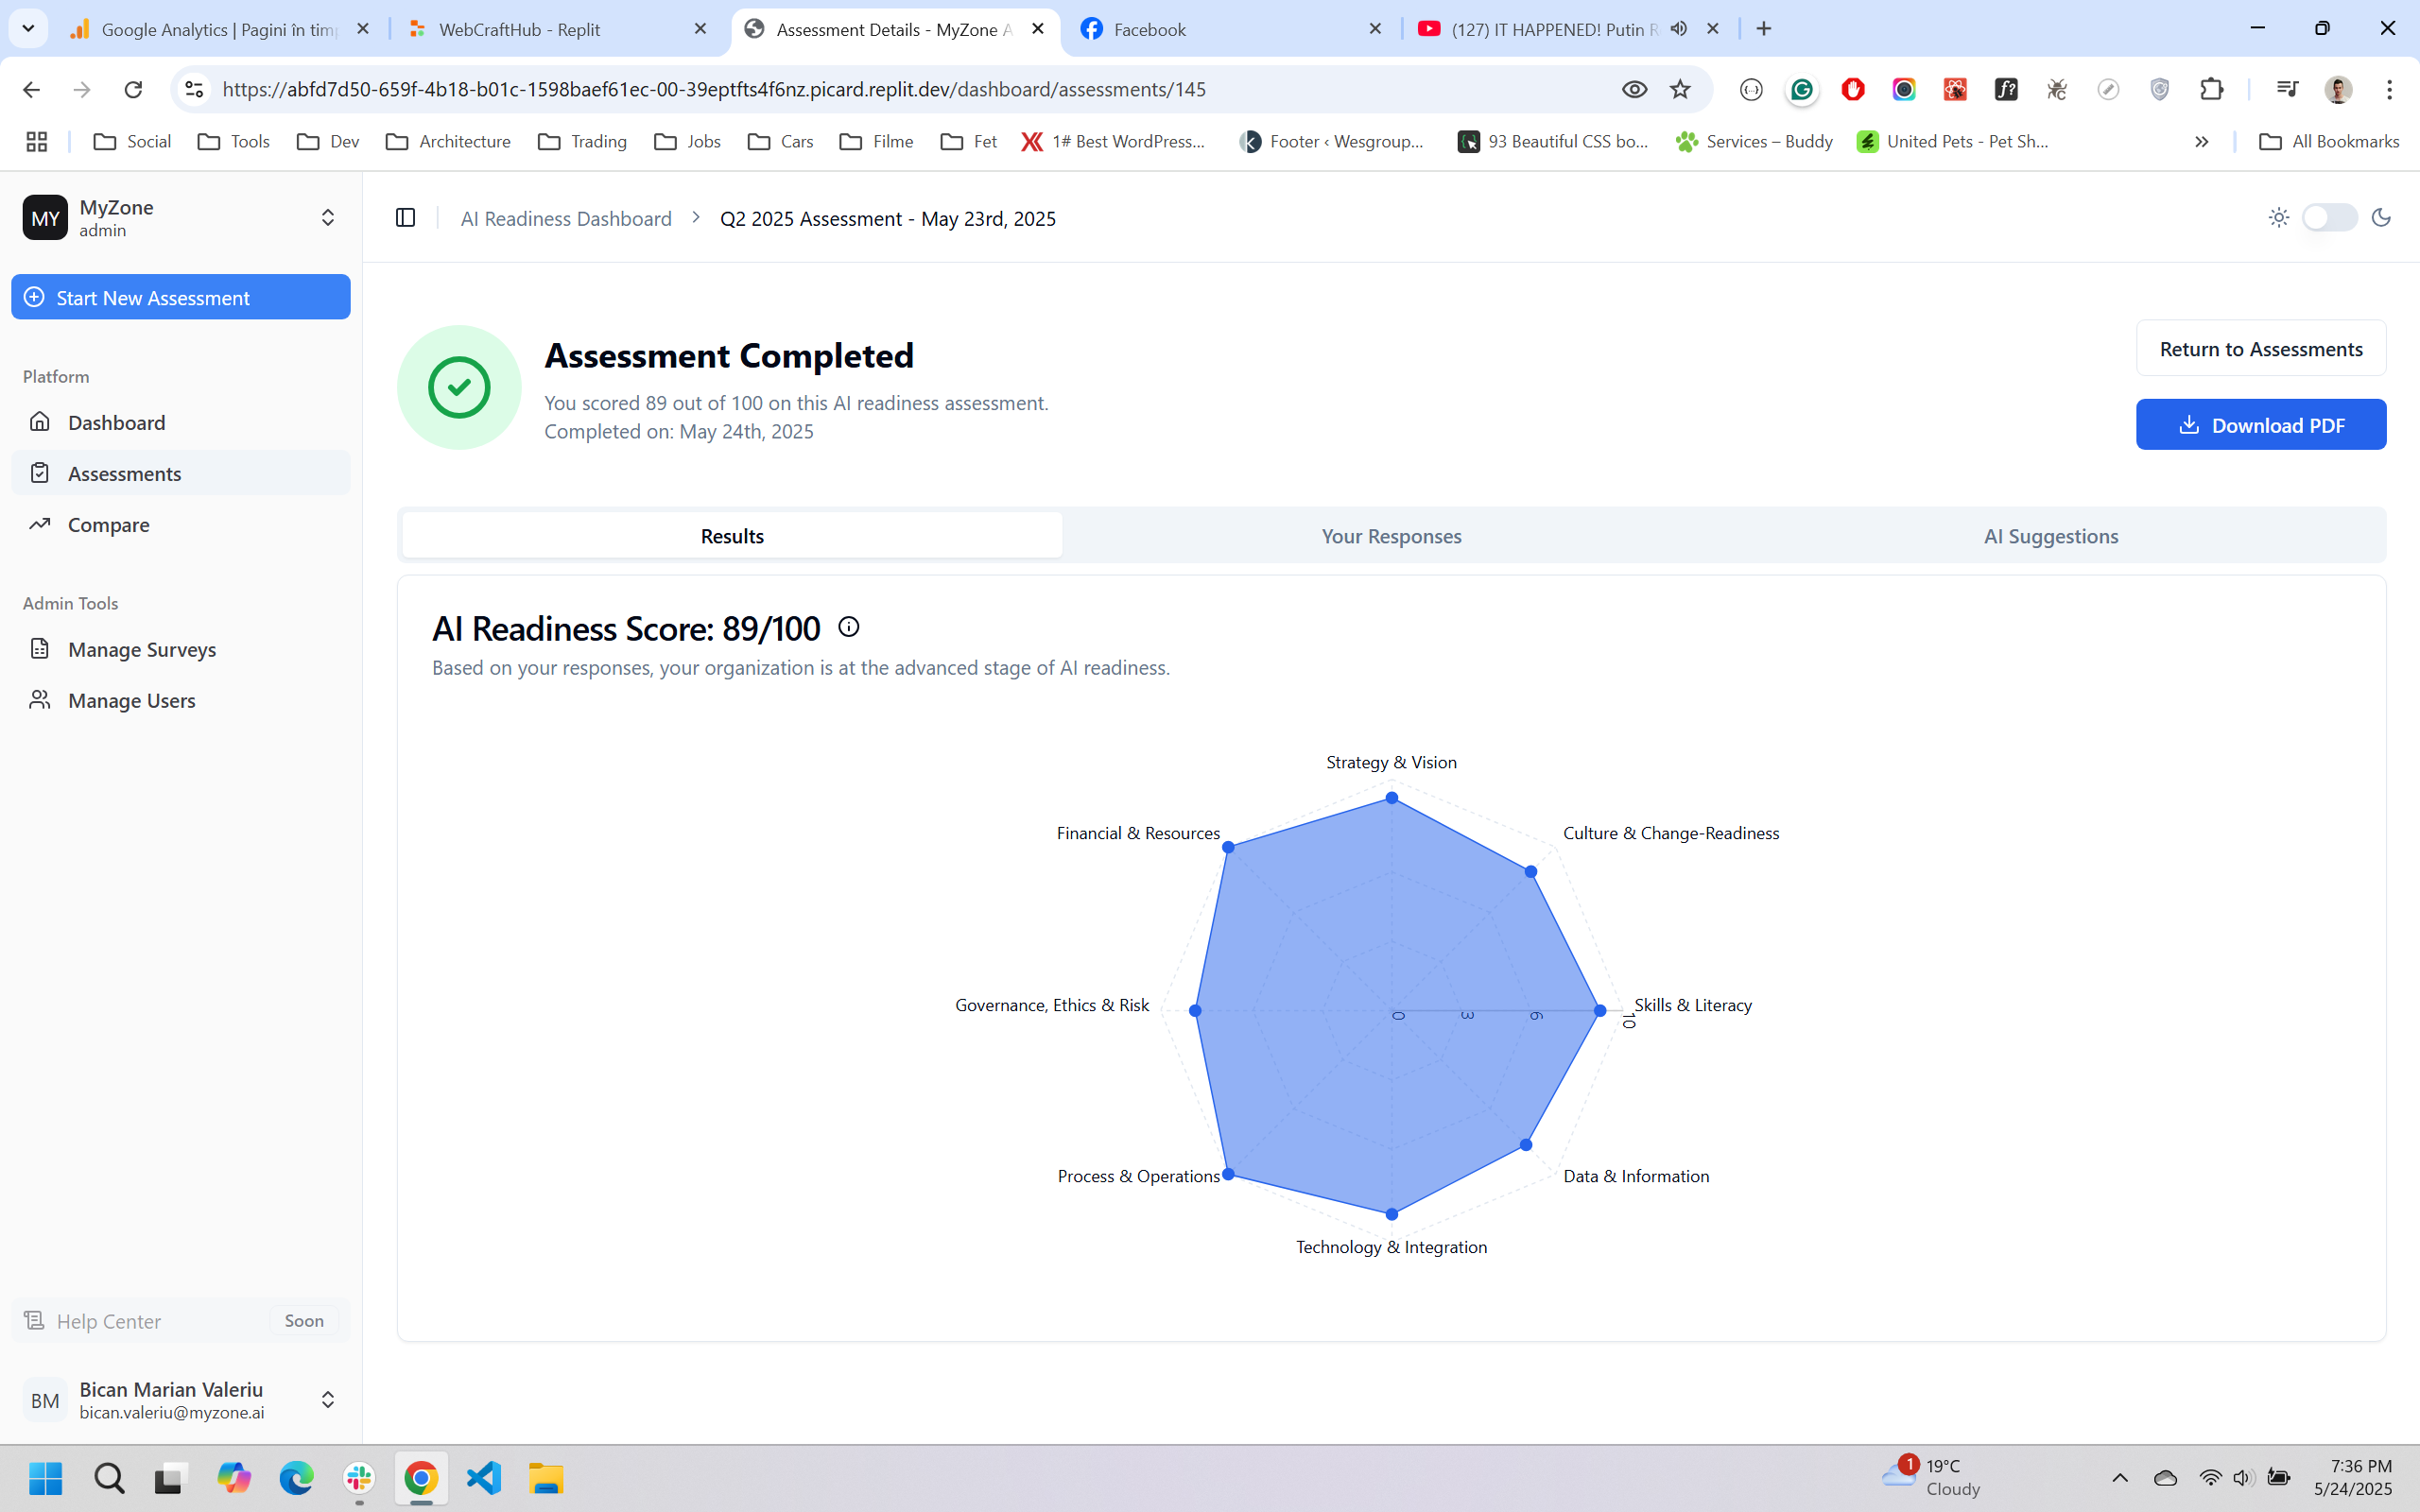 Google Analytics | Pagini în timp
WebCraftHub - Replit
Assessment Details - MyZone A
Facebook
(127) IT HAPPENED! Putin R
https://abfd7d50-659f-4b18-b01c-1598baef61ec-00-39eptfts4f6nz.picard.replit.dev/dashboard/assessments/145
Social
Tools
Dev
Architecture
Trading
Jobs
Cars
Filme
Fet
1# Best WordPress...
Footer ‹ Wesgroup...
93 Beautiful CSS bo...
Services – Buddy
United Pets - Pet Sh...
All Bookmarks
MY
MyZone
admin
AI Readiness Dashboard > Q2 2025 Assessment - May 23rd, 2025
Start New Assessment
Platform
Dashboard
Assessments
Compare
Admin Tools
Manage Surveys
Manage Users
Help Center
Soon
BM
Bican Marian Valeriu
bican.valeriu@myzone.ai
Assessment Completed
You scored 89 out of 100 on this AI readiness assessment.
Completed on: May 24th, 2025
Return to Assessments
Download PDF
Results
Your Responses
AI Suggestions
AI Readiness Score: 89/100
Based on your responses, your organization is at the advanced stage of AI readiness.
Strategy & Vision
Financial & Resources
Culture & Change-Readiness
Governance, Ethics & Risk
0
3
6
10
Skills & Literacy
Process & Operations
Data & Information
Technology & Integration
1
19°C
Cloudy
7:36 PM
5/24/2025